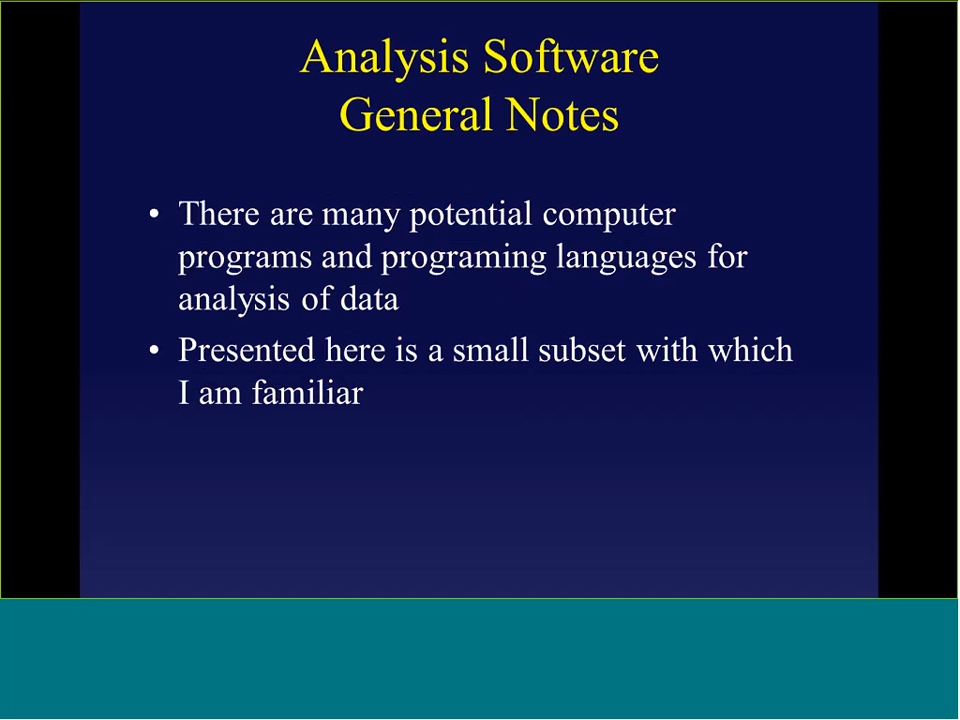 Analysis Software
General Notes
• There are many potential computer
programs and programing languages for
analysis of data
• Presented here is a small subset with which
I am familiar